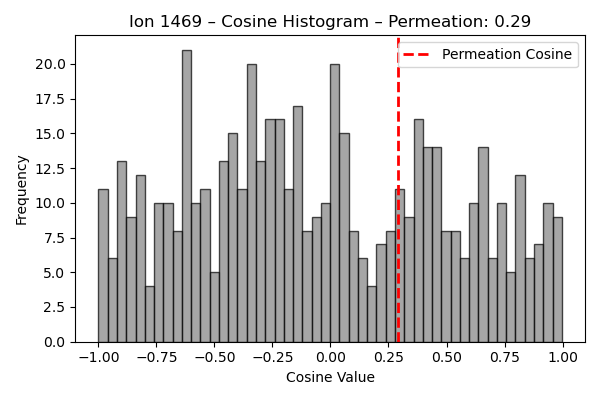 Ion 1469 – Cosine Histogram – Permeation: 0.29
Permeation Cosine
20.0
17.5
15.0
12.5
10.0
7.5
5.0
2.5
0.0
Frequency
−1.00 −0.75 −0.50 −0.25 0.00 0.25 0.50 0.75 1.00
Cosine Value